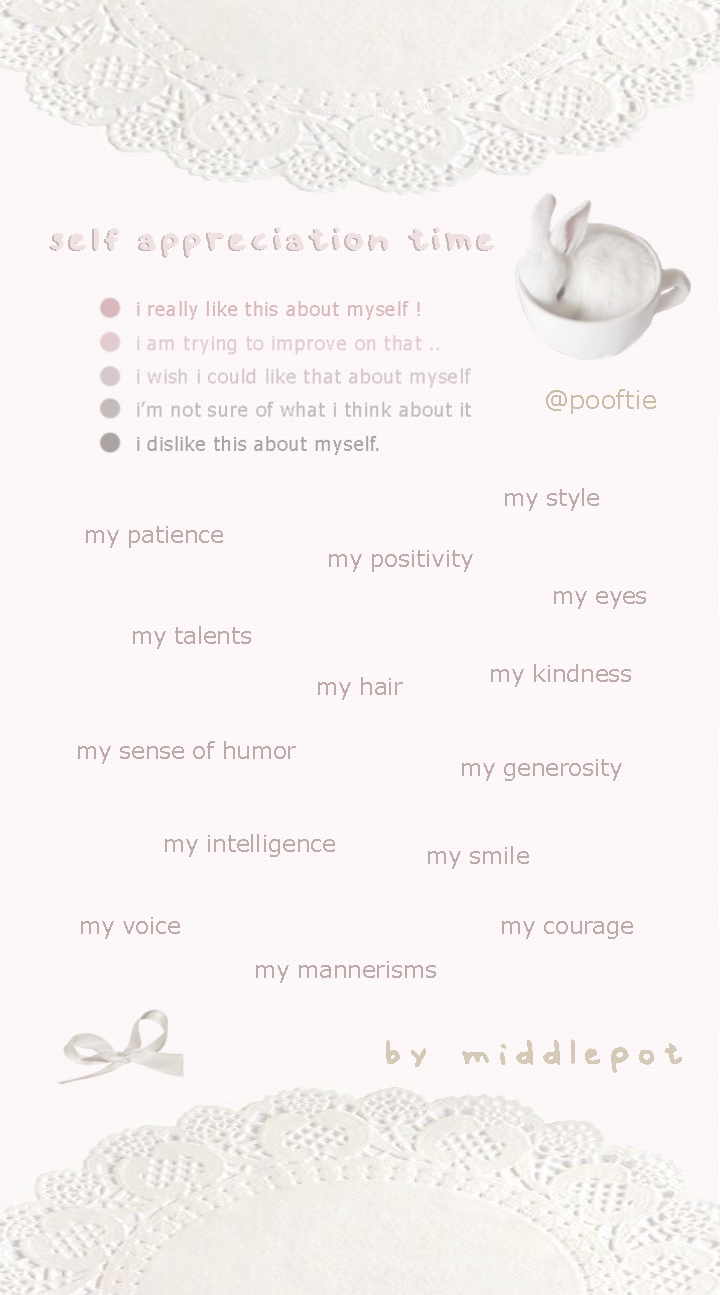 self appreciation time
i really like this about myself !
i am trying to improve on that ..
i wish i could like that about myself
i’m not sure of what i think about it
i dislike this about myself.
@pooftie
my style
my patience
my positivity
my eyes
my talents
my kindness
my hair
my sense of humor
my generosity
my intelligence
my smile
my voice
my courage
my mannerisms
by middlepot